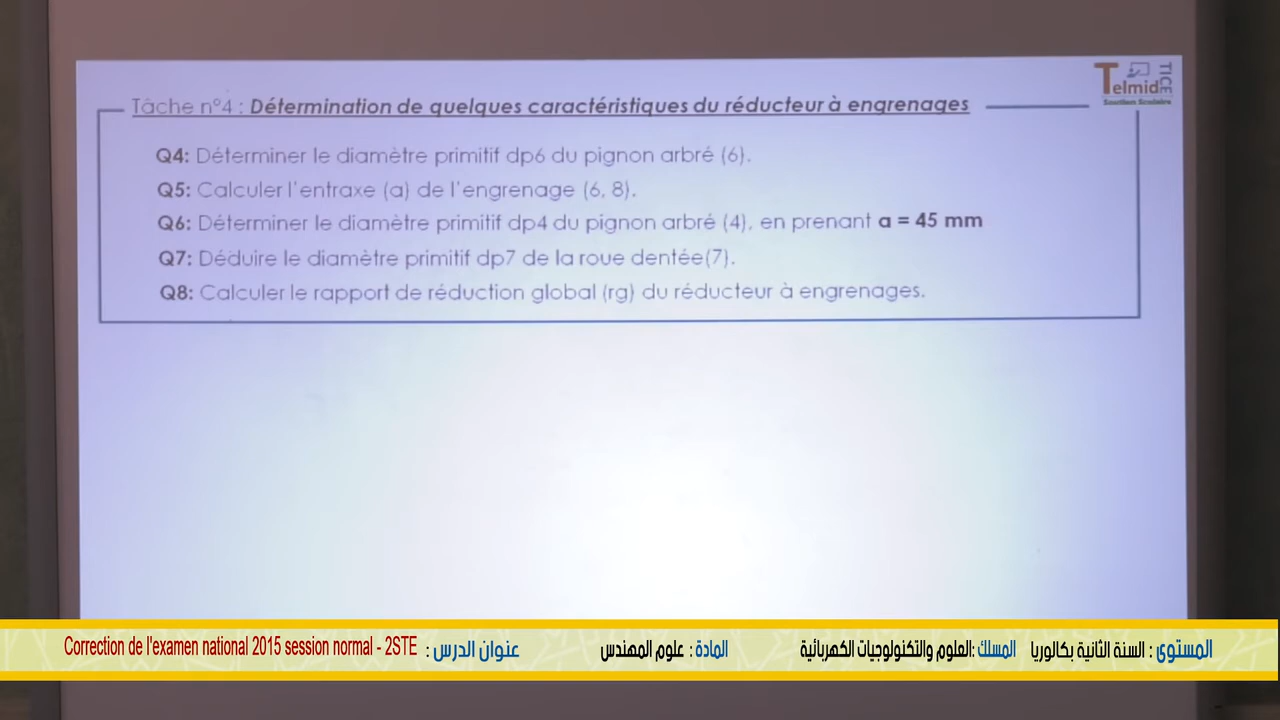 Telmid TICE
Soutien Scolaire
Tâche n°4 : Détermination de quelques caractéristiques du réducteur à engrenages
Q4: Déterminer le diamètre primitif dp6 du pignon arbré (6).
Q5: Calculer l'entraxe (a) de l'engrenage (6, 8).
Q6: Déterminer le diamètre primitif dp4 du pignon arbré (4), en prenant a = 45 mm
Q7: Déduire le diamètre primitif dp7 de la roue dentée(7).
Q8: Calculer le rapport de réduction global (rg) du réducteur à engrenages.
المستوى : السنة الثانية بكالوريا المسلك :العلوم والتكنولوجيات الكهربائية المادة : علوم المهندس عنوان الدرس : Correction de l'examen national 2015 session normal - 2STE